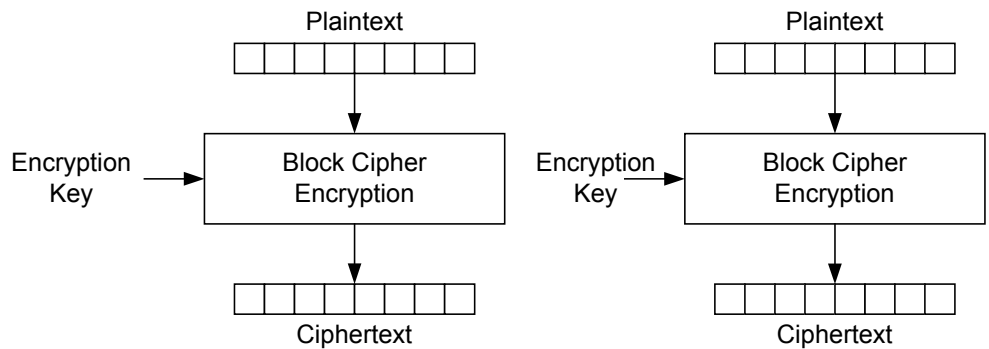 Plaintext
Encryption
Key
Block Cipher
Encryption
Ciphertext
Plaintext
Encryption
Key
Block Cipher
Encryption
Ciphertext